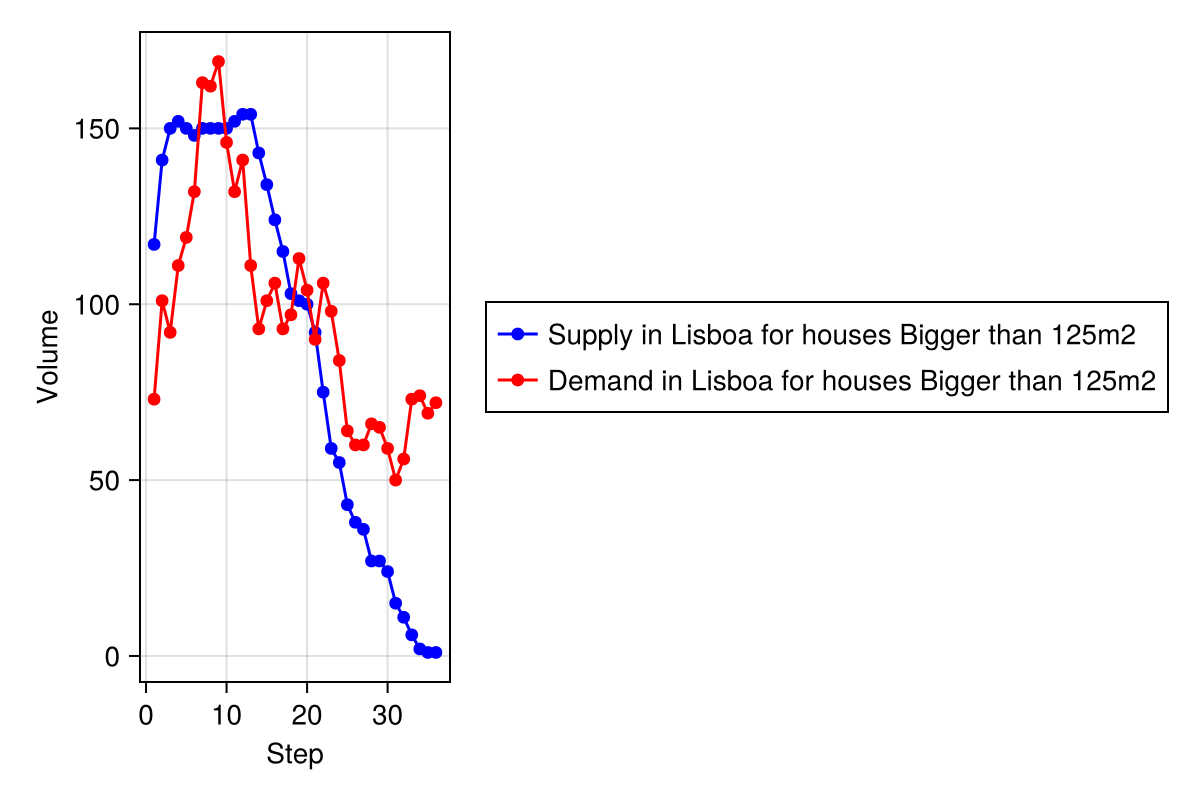 150
100
50
0
Volume
0 10 20 30
Step
Supply in Lisboa for houses Bigger than 125m2
Demand in Lisboa for houses Bigger than 125m2